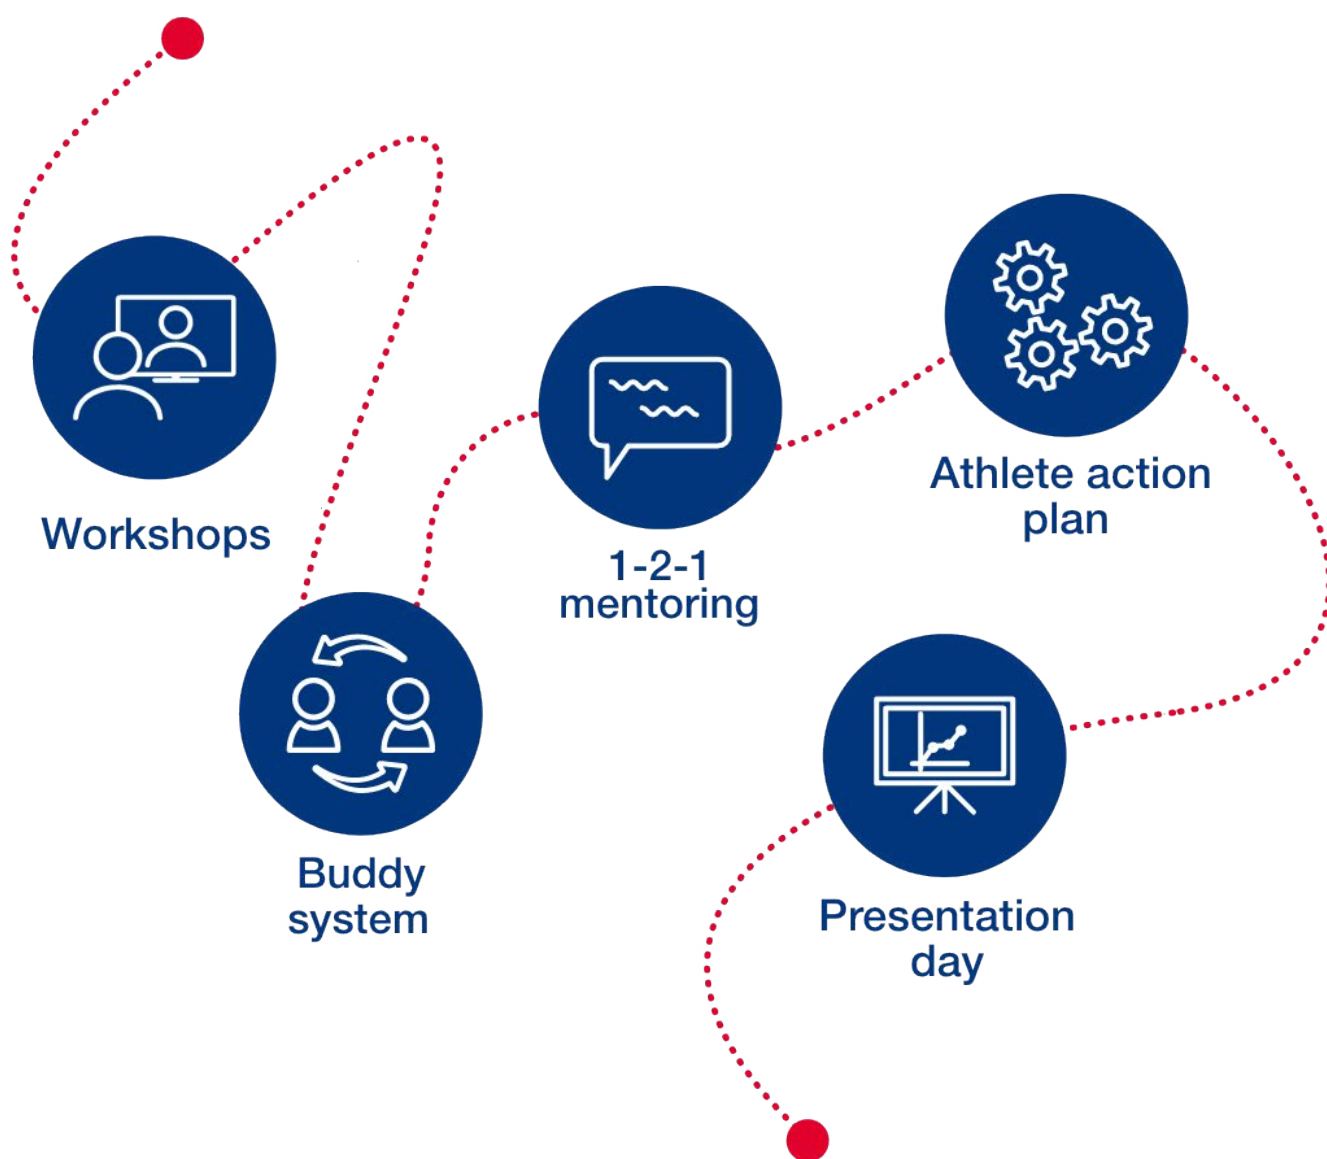 Workshops
Buddy
system
1-2-1
mentoring
Athlete action
plan
Presentation
day